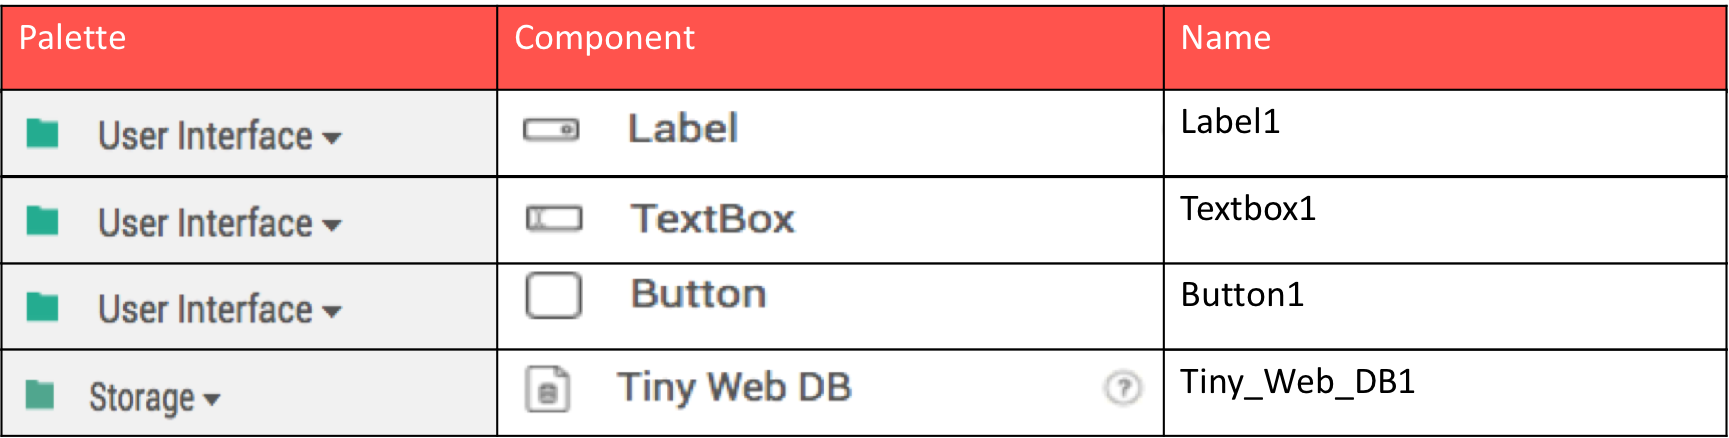 Palette Component Name
User Interface Label Label1
User Interface TextBox Textbox1
User Interface Button Button1
Storage Tiny Web DB ? Tiny_Web_DB1